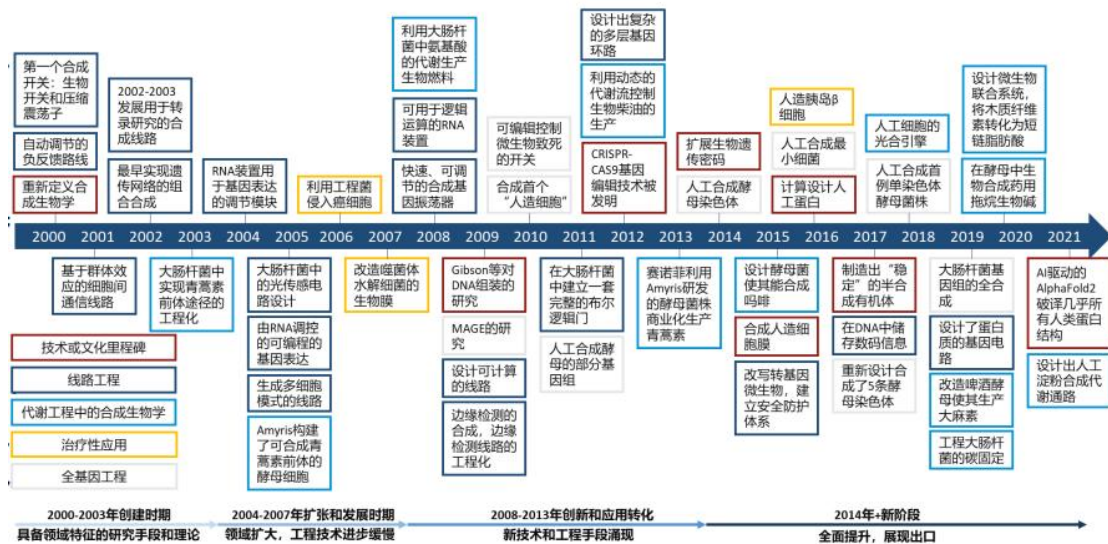 第一个合成
开关：生物
开关和压缩
震荡子
自动调节的
负反馈路线
重新定义合
成生物学
2002-2003
发展用于转
录研究的合
成线路
最早实现遗
传网络的组
合合成
RNA装置用
于基因表达
的调节模块
利用工程菌
侵入癌细胞
利用大肠杆
菌中氨基酸
的代谢生产
生物燃料
可用于逻辑
运算的RNA
装置
快速、可调
节的合成基
因振荡器
可编辑控制
微生物致死
的开关
合成首个
“人造细胞”
设计出复杂
的多层基因
环路
利用动态的
代谢流控制
生物柴油的
生产
CRISPR-
CAS9基因
编辑技术被
发明
扩展生物遗
传密码
人工合成酵
母染色体
人造胰岛β
细胞
人工合成最
小细菌
计算设计人
工蛋白
人工细胞的
光合引擎
人工合成首
例单染色体
酵母菌株
设计微生物
联合系统，
将木质纤维
素转化为短
链脂肪酸
在酵母中生
物合成药用
托烷生物碱
2000 2001 2002 2003 2004 2005 2006 2007 2008 2009 2010 2011 2012 2013 2014 2015 2016 2017 2018 2019 2020 2021
基于群体效
应的细胞间
通信线路
大肠杆菌中
实现青蒿素
前体途径的
工程化
大肠杆菌中
的光传感电
路设计
由RNA调控
的可编程的
基因表达
生成多细胞
模式的线路
Amyris构建
了可合成青
蒿素前体的
酵母细胞
改造噬菌体
水解细菌的
生物膜
Gibson等对
DNA组装的
研究
MAGE的研
究
设计可计算
的线路
边缘检测的
合成，边缘
检测线路的
工程化
在大肠杆菌
中建立一套
完整的布尔
逻辑门
人工合成酵
母的部分基
因组
赛诺菲利用
Amyris研发
的酵母菌株
商业化生产
青蒿素
设计酵母菌
使其能合成
吗啡
合成人造细
胞膜
改写转基因
微生物，建
立安全防护
体系
制造出“稳
定”的半合
成有机体
在DNA中储
存数码信息
重新设计合
成了5条酵
母染色体
大肠杆菌基
因组的全合
成
设计了蛋白
质的基因电
路
改造啤酒酵
母使其生产
大麻素
工程大肠杆
菌的碳固定
AI驱动的
AlphaFold2
破译几乎所
有人类蛋白
结构
设计出人工
淀粉合成代
谢通路
技术或文化里程碑
线路工程
代谢工程中的合成生物学
治疗性应用
全基因工程
2000-2003年创建时期
具备领域特征的研究手段和理论
2004-2007年扩张和发展时期
领域扩大，工程技术进步缓慢
2008-2013年创新和应用转化
新技术和工程手段涌现
2014年+新阶段
全面提升，展现出口